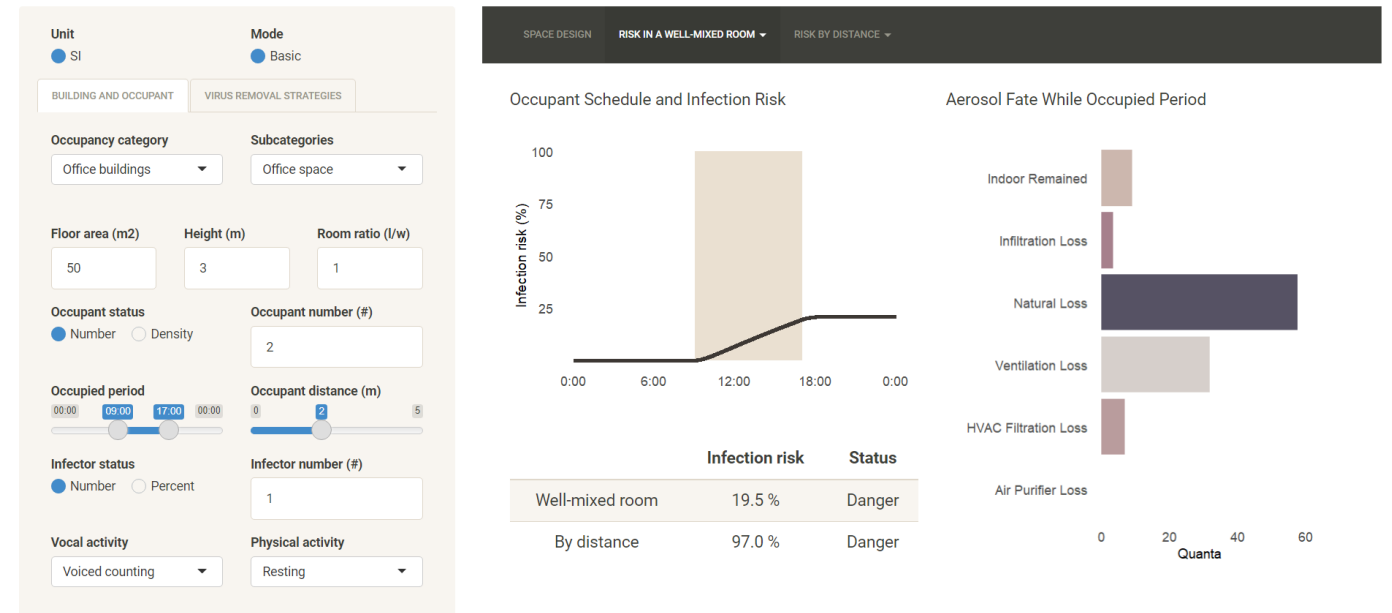 Unit Mode
SI Basic
BUILDING AND OCCUPANT VIRUS REMOVAL STRATEGIES
Occupancy category Subcategories
Office buildings Office space
Floor area (m2) Height (m) Room ratio (l/w)
50 3 1
Occupant status Occupant number (#)
Number Density
2
Occupied period Occupant distance (m)
00:00 09:00 17:00 00:00 0 2 5
Infector status Infector number (#)
Number Percent
1
Vocal activity Physical activity
Voiced counting Resting
SPACE DESIGN RISK IN A WELL-MIXED ROOM RISK BY DISTANCE
Occupant Schedule and Infection Risk
100
75
50
25
Infection risk (%)
0:00 6:00 12:00 18:00 0:00
Infection risk Status
Well-mixed room 19.5 % Danger
By distance 97.0 % Danger
Aerosol Fate While Occupied Period
Indoor Remained
Infiltration Loss
Natural Loss
Ventilation Loss
HVAC Filtration Loss
Air Purifier Loss
0 20 40 60
Quanta